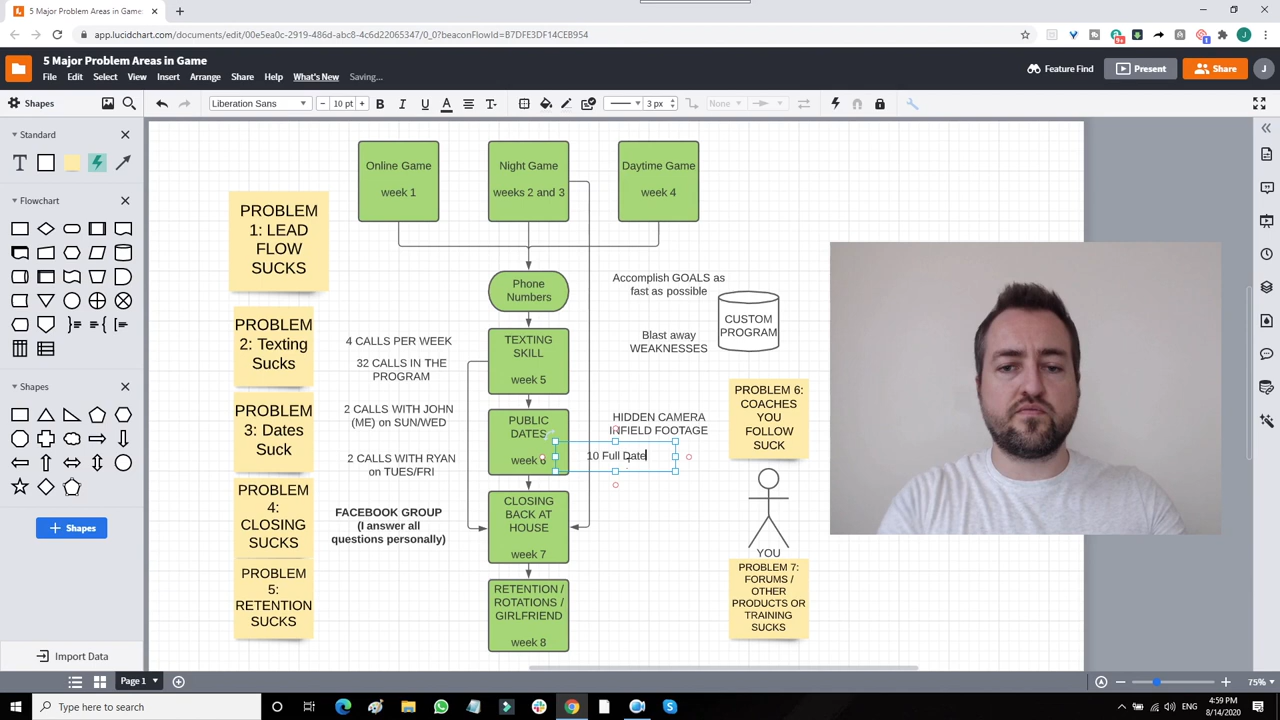 5 Major Problem Areas in Game
app.lucidchart.com/documents/edit/00e5ea0c-2919-486d-abc8-4c6d22065347/0_0?beaconFlowId=B7DFE3DF14CEB954
5 Major Problem Areas in Game
File Edit Select View Insert Arrange Share Help What's New Saving...
Feature Find
Present
Share
J
Shapes
Liberation Sans
10 pt
3 px
None
Standard
Flowchart
Shapes
+ Shapes
Import Data
Online Game
week 1
Night Game
weeks 2 and 3
Daytime Game
week 4
PROBLEM
1: LEAD
FLOW
SUCKS
PROBLEM
2: Texting
Sucks
PROBLEM
3: Dates
Suck
PROBLEM
4:
CLOSING
SUCKS
PROBLEM
5:
RETENTION
SUCKS
Phone
Numbers
TEXTING
SKILL
week 5
PUBLIC
DATES
week 6
CLOSING
BACK AT
HOUSE
week 7
RETENTION /
ROTATIONS /
GIRLFRIEND
week 8
4 CALLS PER WEEK
32 CALLS IN THE
PROGRAM
2 CALLS WITH JOHN
(ME) on SUN/WED
2 CALLS WITH RYAN
on TUES/FRI
FACEBOOK GROUP
(I answer all
questions personally)
Accomplish GOALS as
fast as possible
Blast away
WEAKNESSES
CUSTOM
PROGRAM
HIDDEN CAMERA
INFIELD FOOTAGE
10 Full Date
PROBLEM 6:
COACHES
YOU
FOLLOW
SUCK
YOU
PROBLEM 7:
FORUMS /
OTHER
PRODUCTS OR
TRAINING
SUCKS
Page 1
75%
Type here to search
ENG
4:59 PM
8/14/2020